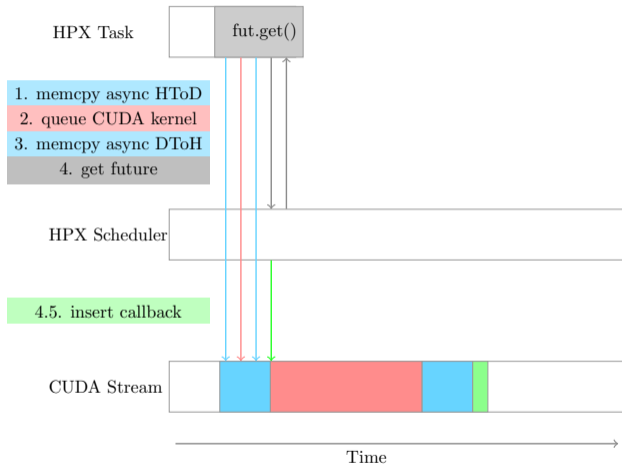 HPX Task
fut.get()
1. memcpy async HToD
2. queue CUDA kernel
3. memcpy async DToH
4. get future
HPX Scheduler
4.5. insert callback
CUDA Stream
Time